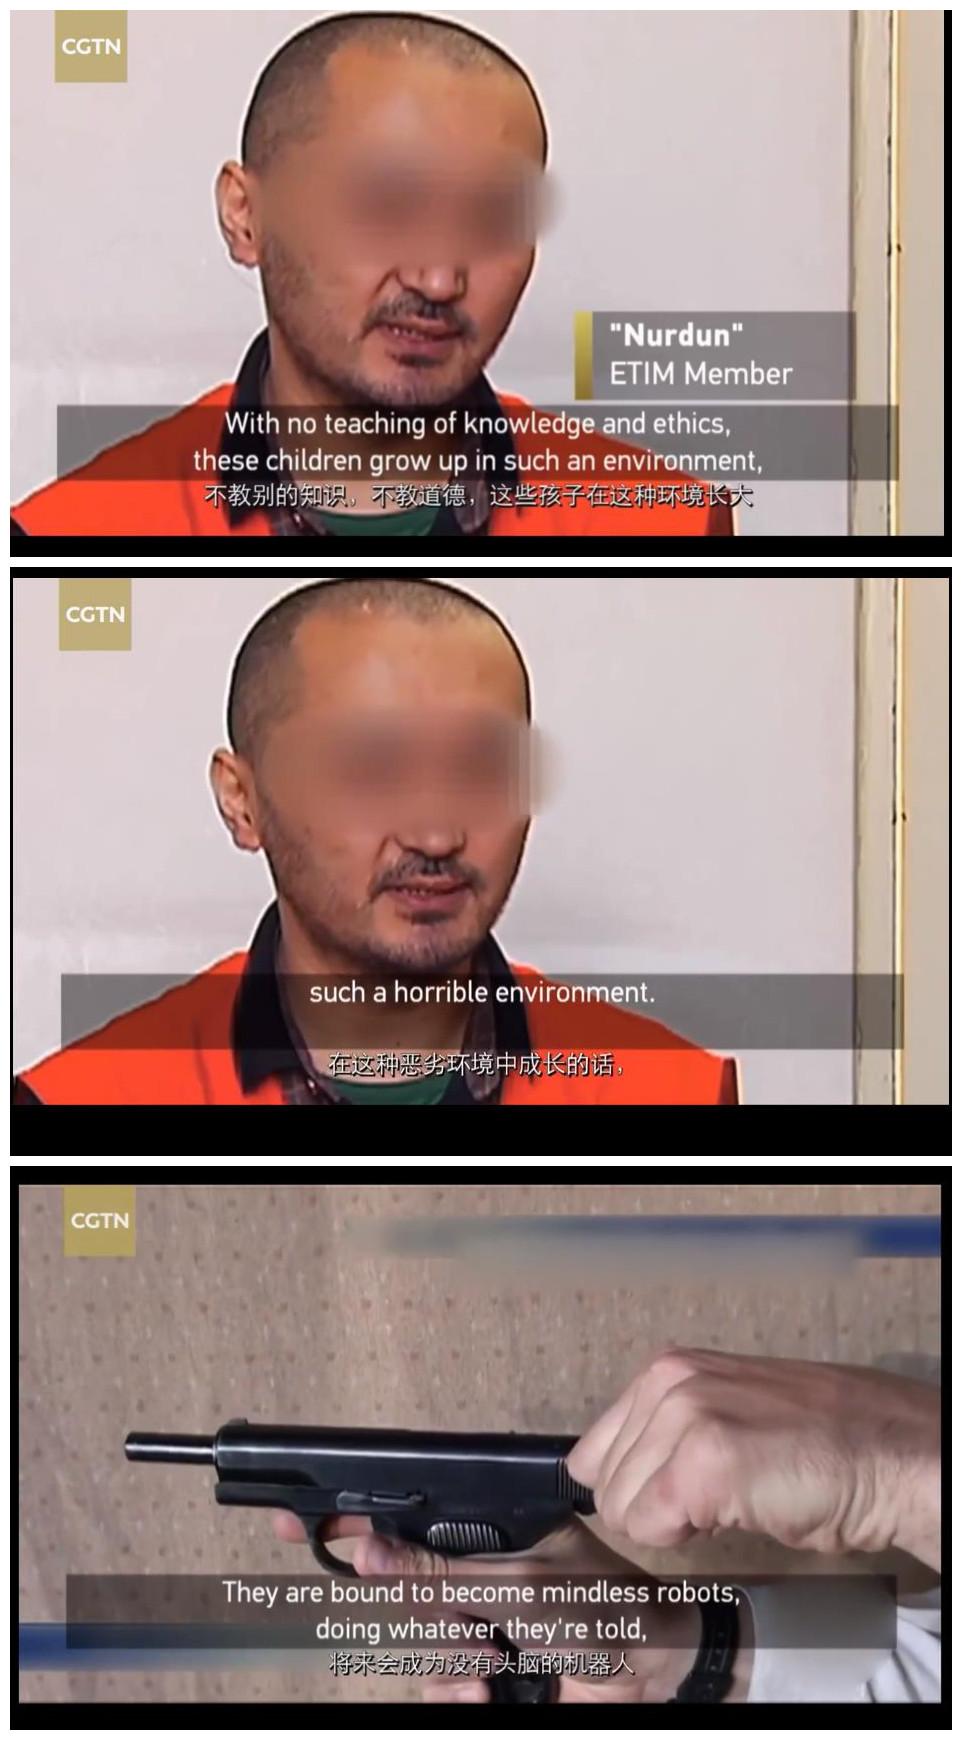 CGTN
"Nurdun"
ETIM Member
With no teaching of knowledge and ethics,
these children grow up in such an environment,
不教别的知识，不教道德，这些孩子在这种环境长大
CGTN
such a horrible environment.
在这种恶劣环境中成长的话，
CGTN
They are bound to become mindless robots,
doing whatever they're told,
将来会成为没有头脑的机器人